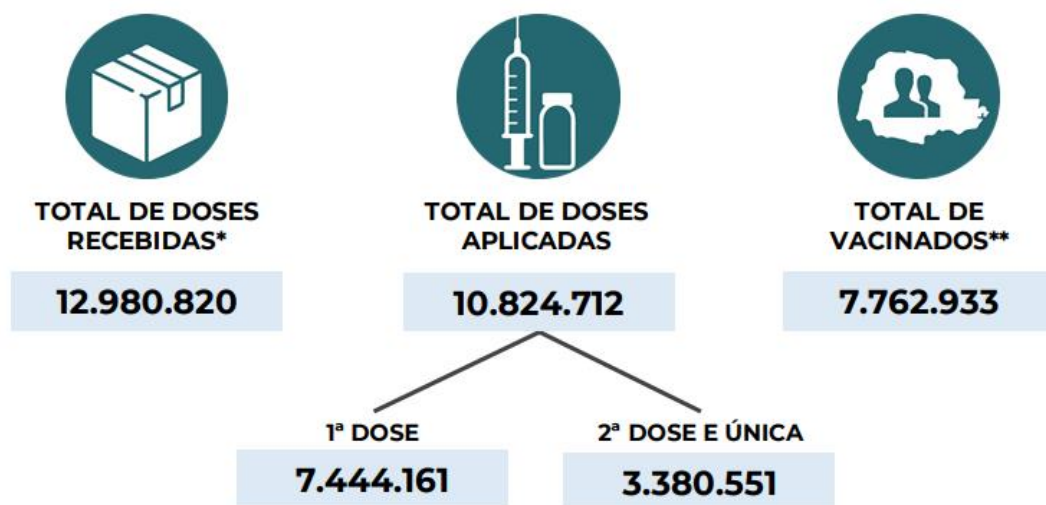 TOTAL DE DOSES
RECEBIDAS*
12.980.820
TOTAL DE DOSES
APLICADAS
10.824.712
TOTAL DE
VACINADOS**
7.762.933
1ª DOSE
7.444.161
2ª DOSE E ÚNICA
3.380.551